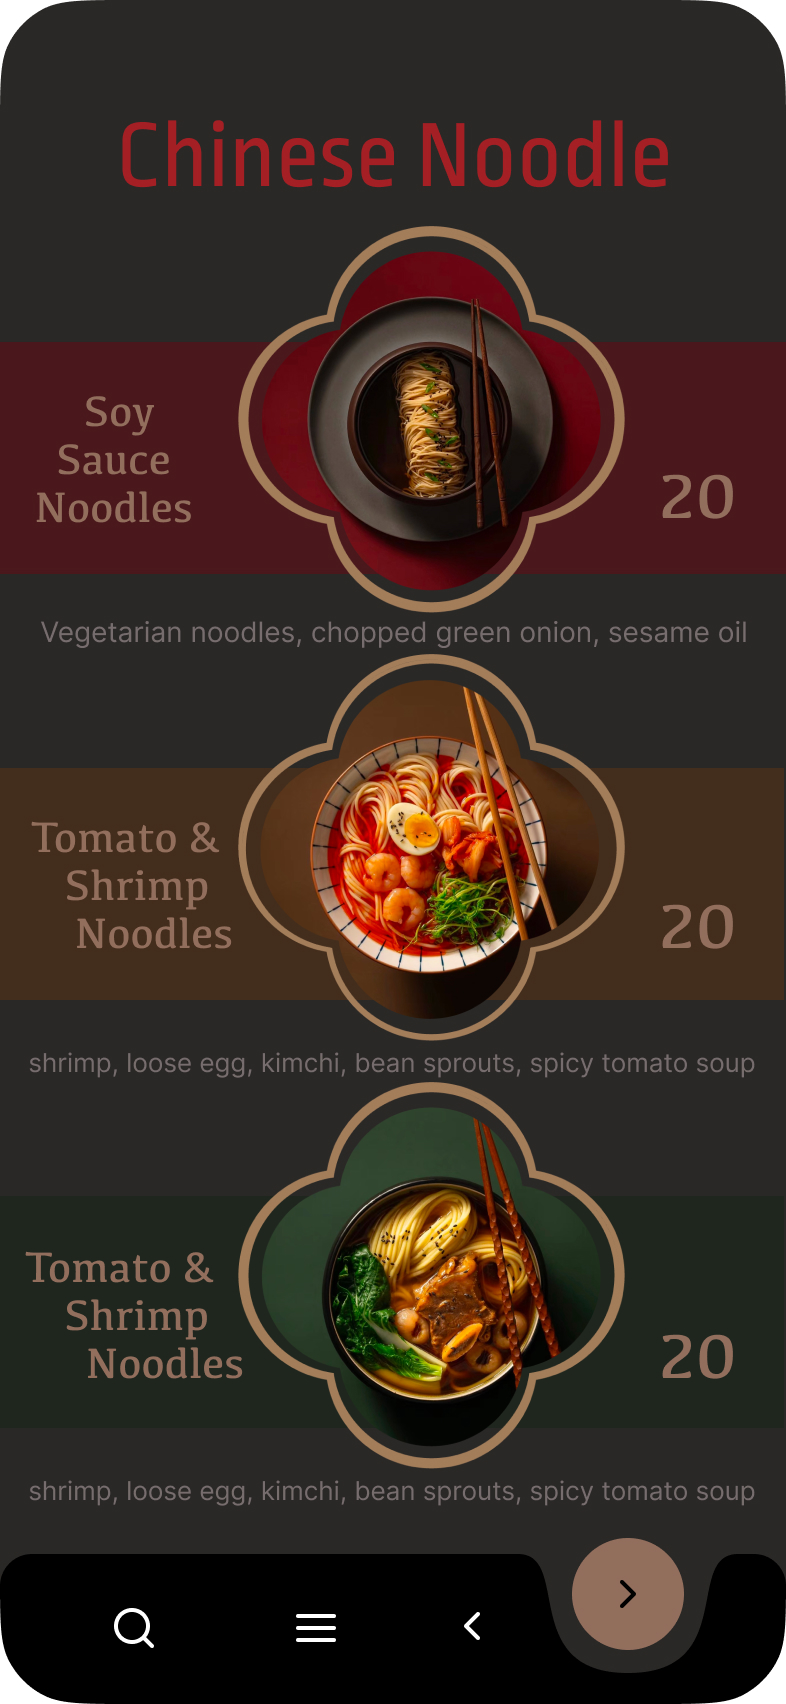 Chinese Noodle
Soy
Sauce
Noodles
20
Vegetarian noodles, chopped green onion, sesame oil
Tomato &
Shrimp
Noodles
20
shrimp, loose egg, kimchi, bean sprouts, spicy tomato soup
Tomato &
Shrimp
Noodles
20
shrimp, loose egg, kimchi, bean sprouts, spicy tomato soup